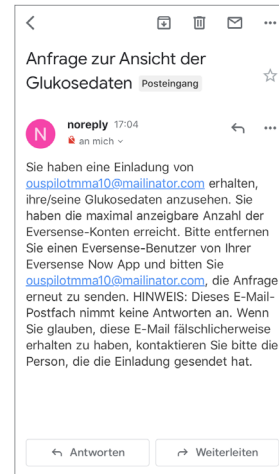 Anfrage zur Ansicht der
Glukosedaten Posteingang
N
noreply 17:04
an mich
Sie haben eine Einladung von
ouspilotmma10@mailinator.com erhalten,
ihre/seine Glukosedaten anzusehen. Sie
haben die maximal anzeigbare Anzahl der
Eversense-Konten erreicht. Bitte entfernen
Sie einen Eversense-Benutzer von Ihrer
Eversense Now App und bitten Sie
ouspilotmma10@mailinator.com, die Anfrage
erneut zu senden. HINWEIS: Dieses E-Mail-
Postfach nimmt keine Antworten an. Wenn
Sie glauben, diese E-Mail fälschlicherweise
erhalten zu haben, kontaktieren Sie bitte die
Person, die die Einladung gesendet hat.
Antworten
Weiterleiten